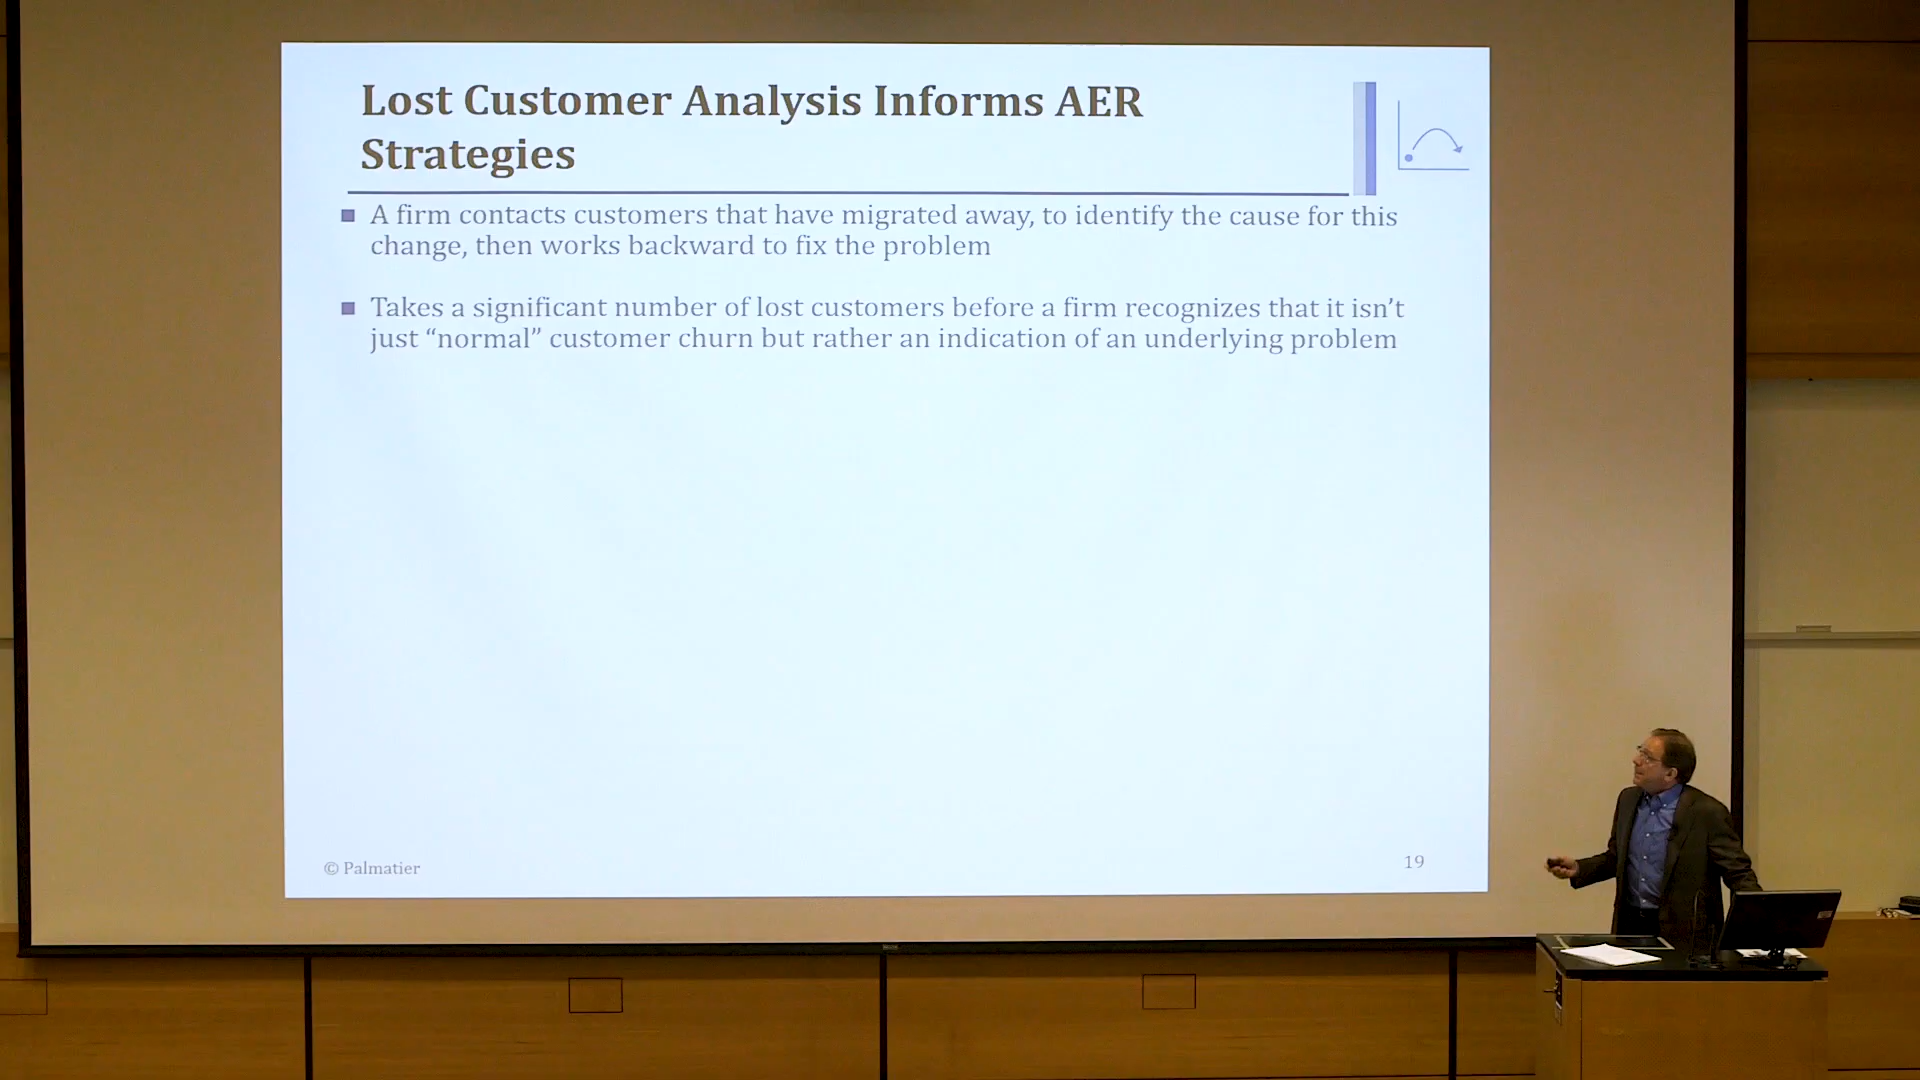 Lost Customer Analysis Informs AER
Strategies
A firm contacts customers that have migrated away, to identify the cause for this
change, then works backward to fix the problem
Takes a significant number of lost customers before a firm recognizes that it isn’t
just “normal” customer churn but rather an indication of an underlying problem
© Palmatier
19